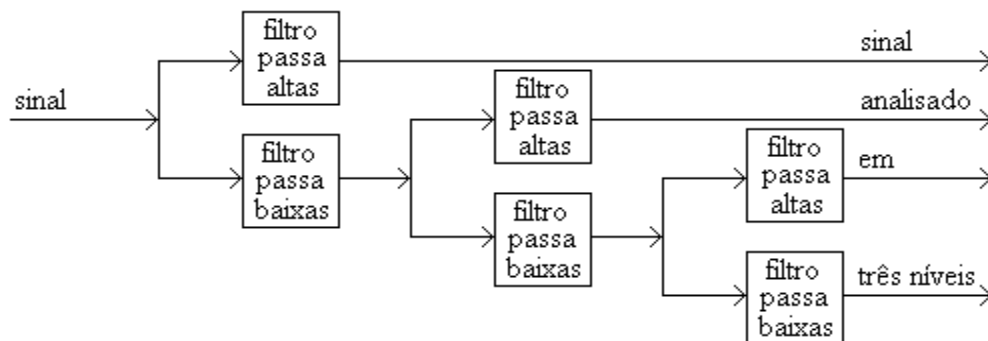 filtro
passa
altas
sinal
sinal
filtro
passa
altas
analisado
filtro
passa
baixas
filtro
passa
altas
em
filtro
passa
baixas
filtro
passa
baixas
três níveis